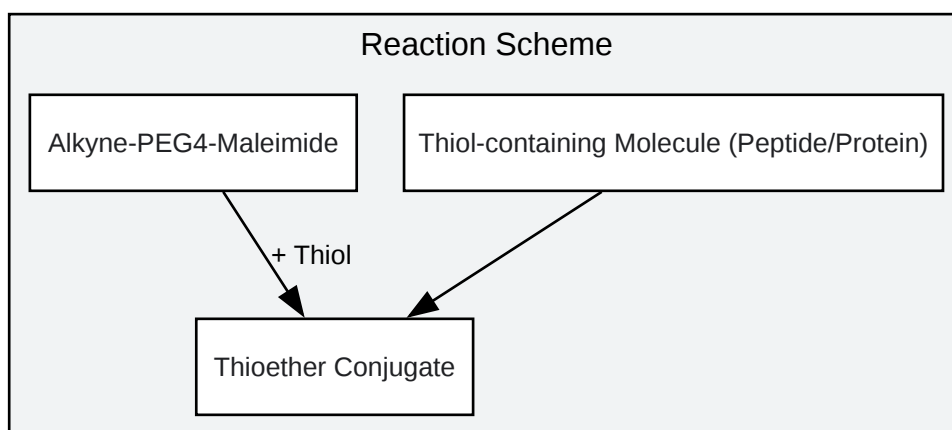 Reaction Scheme
Alkyne-PEG4-Maleimide
Thiol-containing Molecule (Peptide/Protein)
+ Thiol
Thioether Conjugate